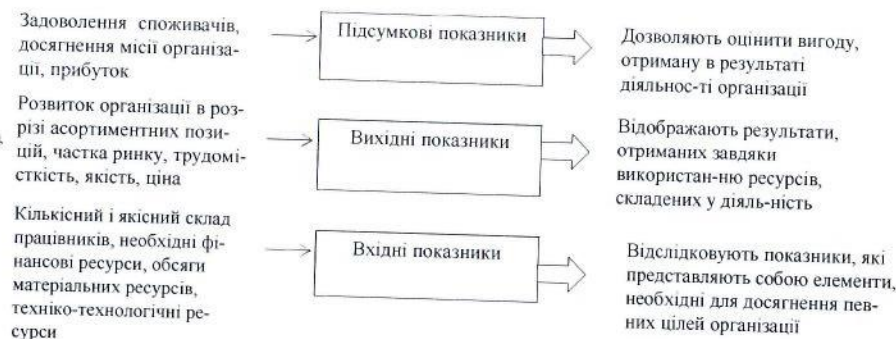 Задоволення споживачів,
досягнення місії організа-
ції, прибуток
Підсумкові показники
Дозволяють оцінити вигоду,
отриману в результаті
діяльнос-ті організації
Розвиток організації в роз-
різі асортиментних пози-
цій, частка ринку, трудомі-
сткість, якість, ціна
Вихідні показники
Відображають результати,
отриманих завдяки
використан-ню ресурсів,
складених у діяль-ність
Кількісний і якісний склад
працівників, необхідні фі-
нансові ресурси, обсяги
матеріальних ресурсів,
техніко-технологічні ре-
сурси
Вхідні показники
Відслідковують показники, які
представляють собою елементи,
необхідні для досягнення пев-
них цілей організації